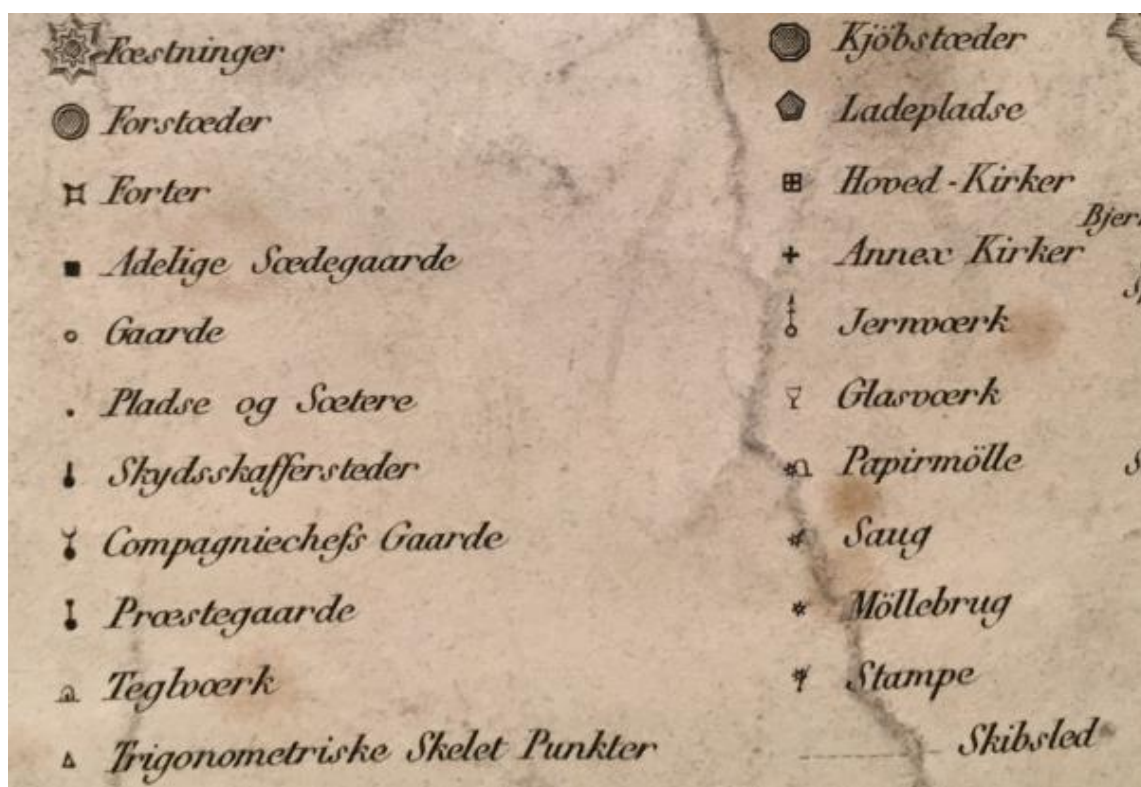 Fæstninger
Forstæder
Forter
Adelige Sædegaarde
Gaarde
Pladse og Sætere
Skydsskaffersteder
Compagniechefs Gaarde
Præstegaarde
Teglværk
Trigonometriske Skelet Punkter
Kjöbstæder
Ladepladse
Hoved-Kirker
Annex Kirker
Jernværk
Glasværk
Papirmölle
Saug
Möllebrug
Stampe
Skibsled